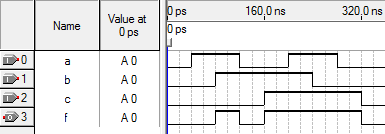 Name
Value at
0 ps
0 ps
160,0 ns
320,0 ns
0 ps
0
a
A 0
1
b
A 0
2
c
A 0
3
f
A 0